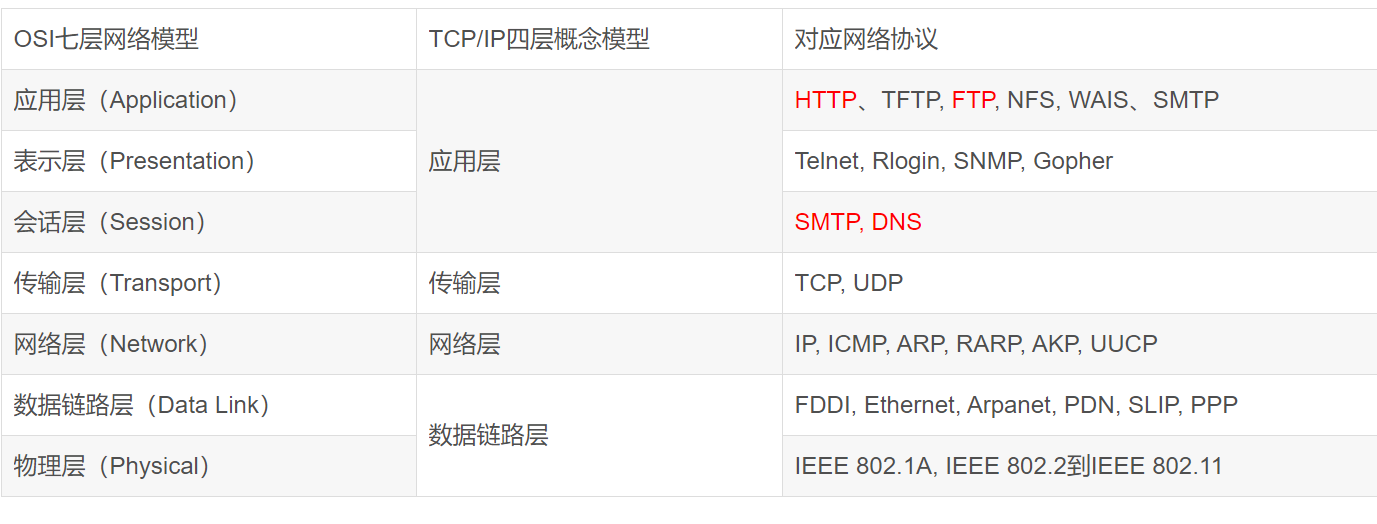 OSI七层网络模型 TCP/IP四层概念模型 对应网络协议
应用层（Application） HTTP、TFTP, FTP, NFS, WAIS、SMTP
表示层（Presentation） 应用层 Telnet, Rlogin, SNMP, Gopher
会话层（Session） SMTP, DNS
传输层（Transport） 传输层 TCP, UDP
网络层（Network） 网络层 IP, ICMP, ARP, RARP, AKP, UUCP
数据链路层（Data Link） FDDI, Ethernet, Arpanet, PDN, SLIP, PPP
数据链路层
物理层（Physical） IEEE 802.1A, IEEE 802.2到IEEE 802.11